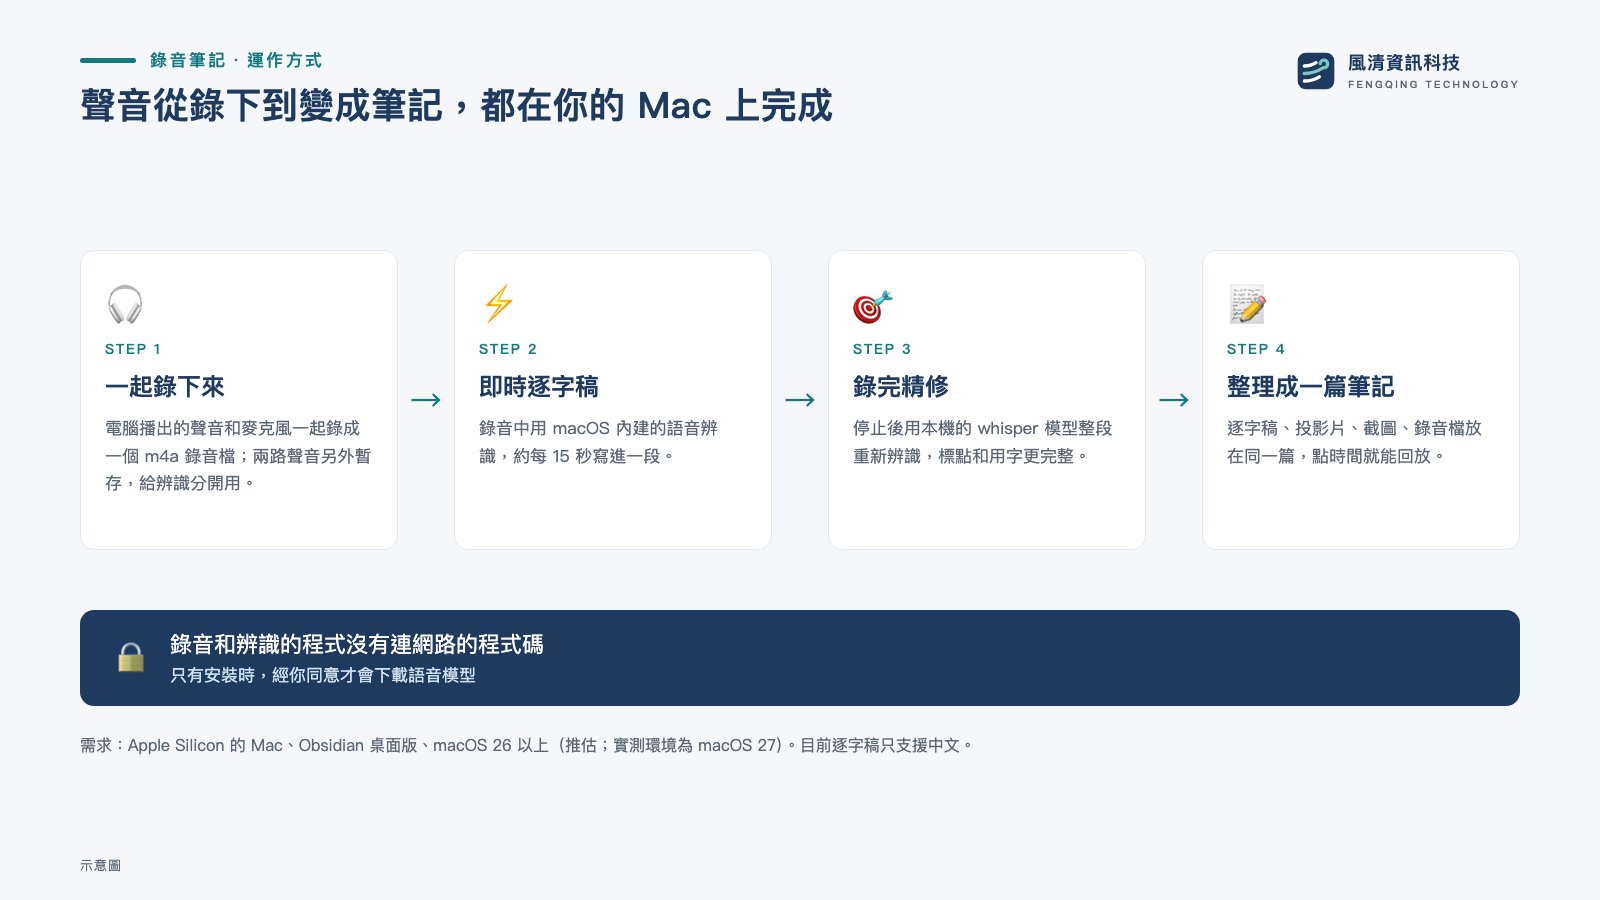 錄音筆記 · 運作方式
聲音從錄下到變成筆記，都在你的 Mac 上完成
風清資訊科技
FENGQING TECHNOLOGY
STEP 1
一起錄下來
電腦播出的聲音和麥克風一起錄成
一個 m4a 錄音檔；兩路聲音另外暫
存，給辨識分開用。
→
STEP 2
即時逐字稿
錄音中用 macOS 內建的語音辨
識，約每 15 秒寫進一段。
→
STEP 3
錄完精修
停止後用本機的 whisper 模型整段
重新辨識，標點和用字更完整。
→
STEP 4
整理成一篇筆記
逐字稿、投影片、截圖、錄音檔放
在同一篇，點時間就能回放。
錄音和辨識的程式沒有連網路的程式碼
只有安裝時，經你同意才會下載語音模型
需求：Apple Silicon 的 Mac、Obsidian 桌面版、macOS 26 以上（推估；實測環境為 macOS 27）。目前逐字稿只支援中文。
示意圖